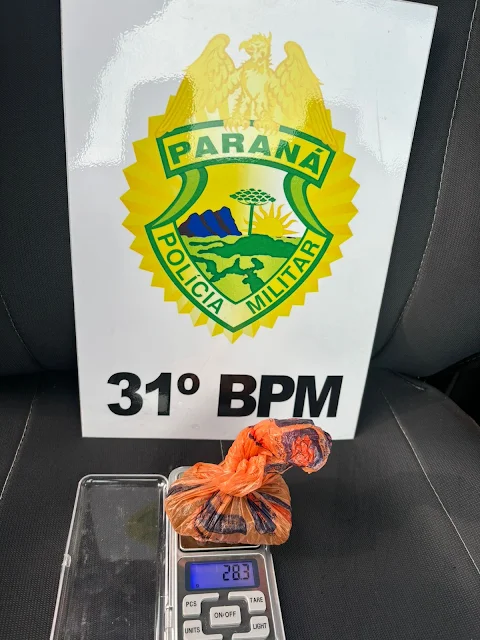 PARANÁ
POLÍCIA MILITAR
31º BPM
28.3
PCS
TARE
ON·OFF
UNITS
LIGHT